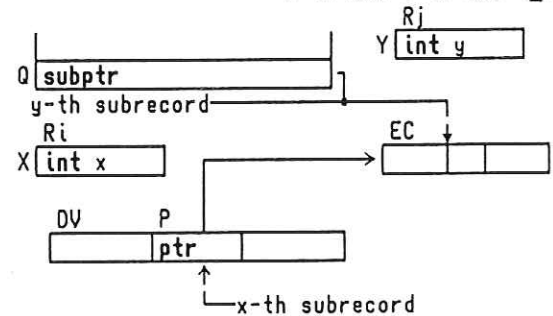 Rj
Y int y
Q subptr
y-th subrecord
Ri
EC
X int x
DV P
ptr
x-th subrecord